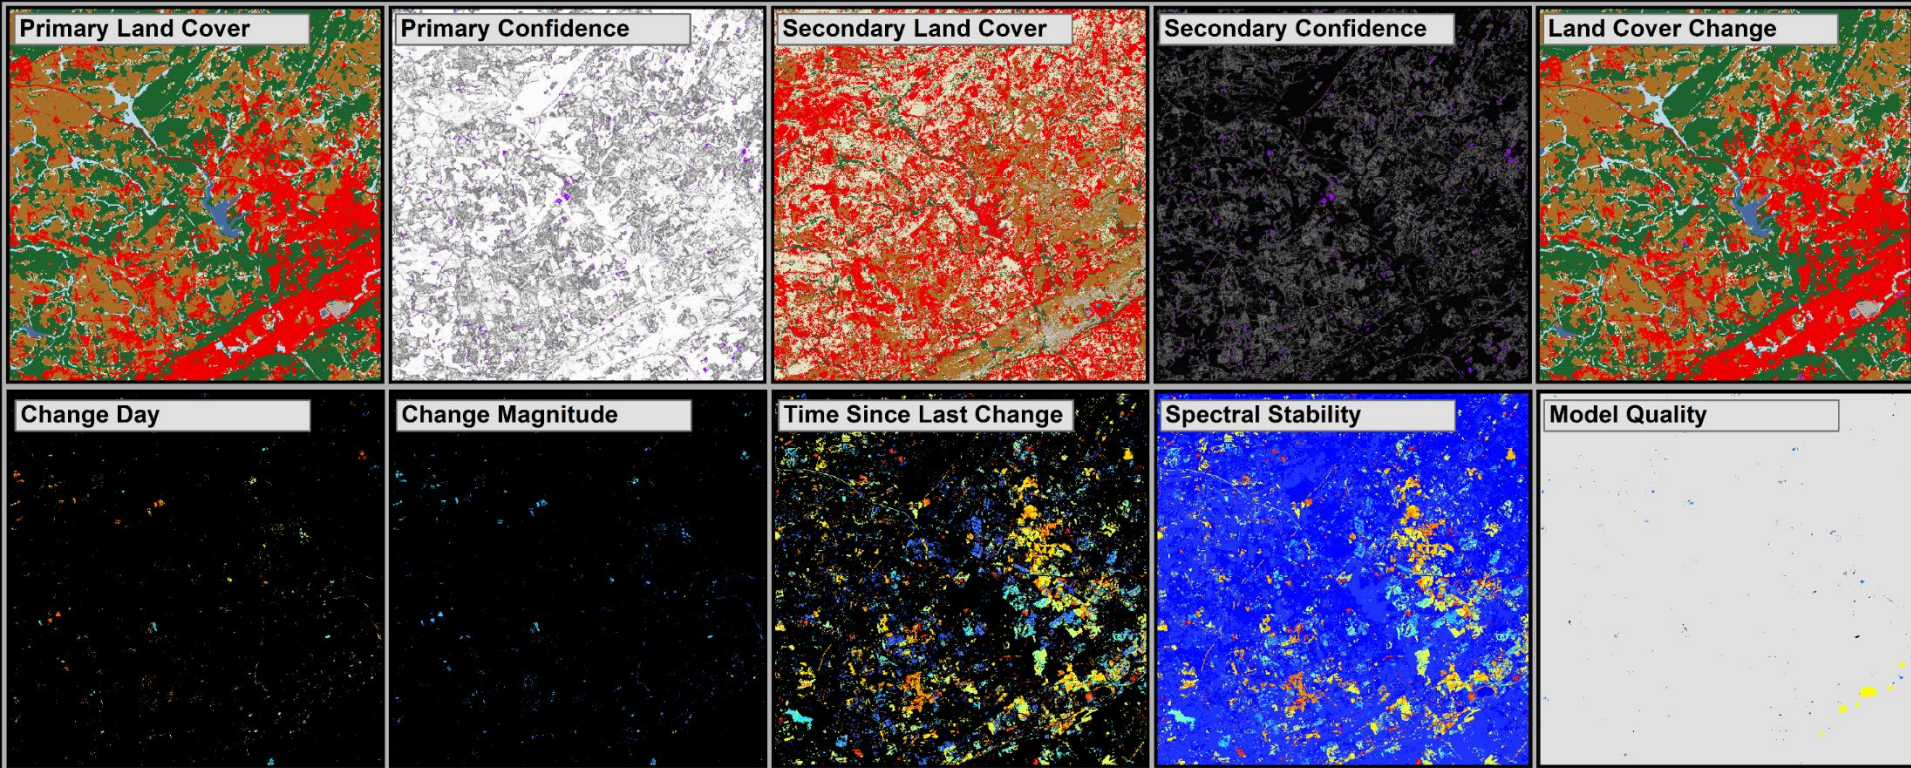 Primary Land Cover
Primary Confidence
Secondary Land Cover
Secondary Confidence
Land Cover Change
Change Day
Change Magnitude
Time Since Last Change
Spectral Stability
Model Quality